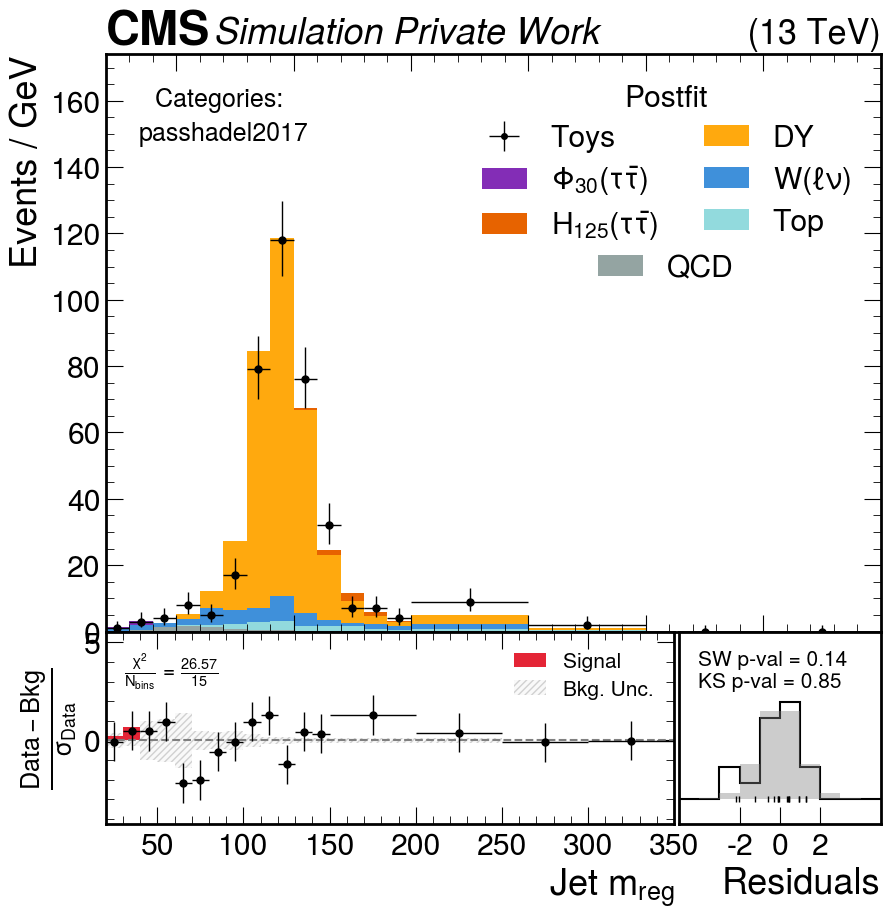 CMS Simulation Private Work (13 TeV)
Events / GeV
160
140
120
100
80
60
40
20
0
Categories:
passhadel2017
Postfit
Toys
Φ30(ττ̄)
H125(ττ̄)
DY
W(ℓν)
Top
QCD
Data – Bkg
σData
5
0
χ²
Nbins
= 26.57
15
Signal
Bkg. Unc.
50 100 150 200 250 300 350
Jet mreg
SW p-val = 0.14
KS p-val = 0.85
-2 0 2
Residuals